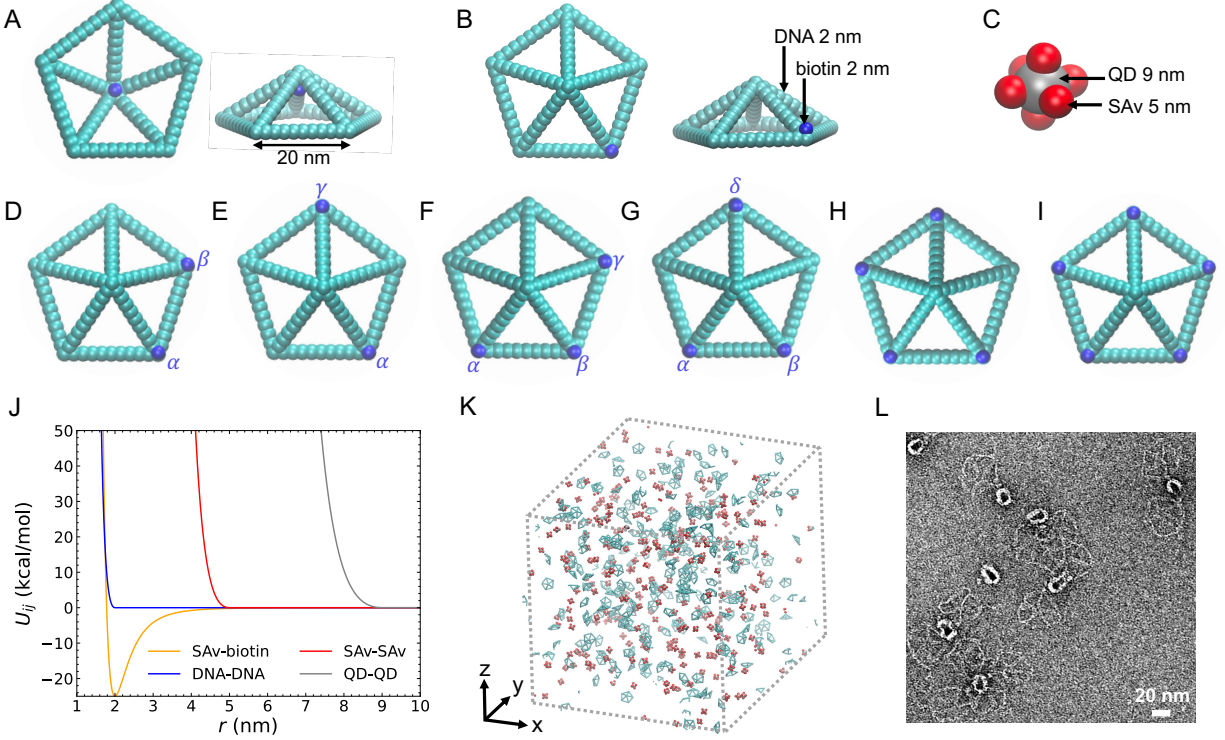 A
B
C
DNA 2 nm
biotin 2 nm
QD 9 nm
SAv 5 nm
20 nm
D
E
F
G
H
I
γ
δ
β
γ
α
α
α
β
α
β
J
K
L
50
40
30
20
10
0
−10
−20
U_ij (kcal/mol)
SAv-biotin
SAv-SAv
DNA-DNA
QD-QD
1 2 3 4 5 6 7 8 9 10
r (nm)
z
y
x
20 nm